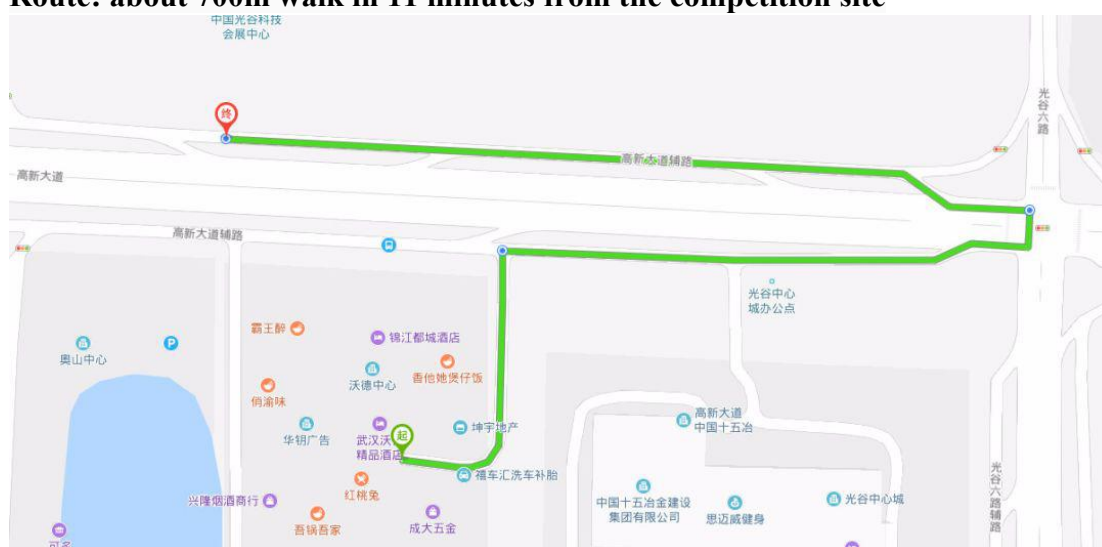 Route: about 700m walk in 11 minutes from the competition site
中国光谷科技
会展中心
终
光谷六路
高新大道辅路
高新大道
高新大道辅路
光谷中心
城办公点
霸王醉
锦江都城酒店
奥山中心
P
沃德中心
香他她煲仔饭
俏渝味
高新大道
中国十五冶
华钥广告
武汉沃
精品酒店
起
坤宇地产
福车汇洗车补胎
红桃兔
兴隆烟酒商行
吾锅吾家
成大五金
中国十五冶金建设
集团有限公司
思迈威健身
光谷中心城
光谷六路辅路